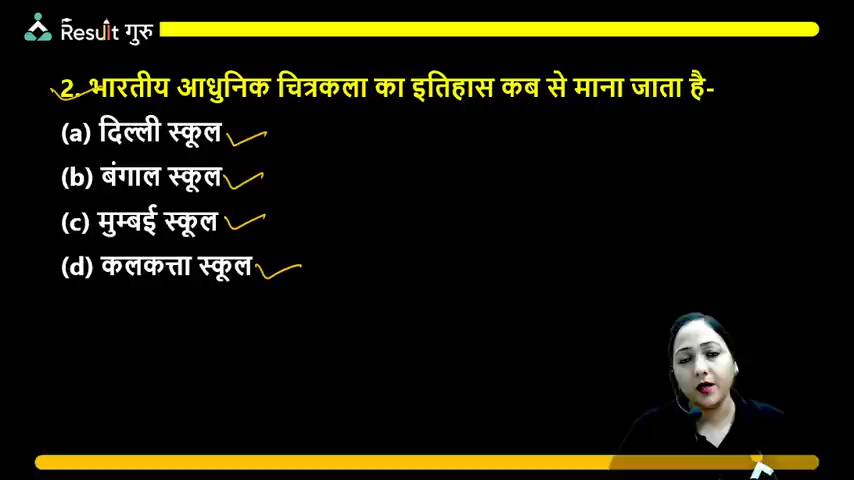 Result गुरु
2. भारतीय आधुनिक चित्रकला का इतिहास कब से माना जाता है-
(a) दिल्ली स्कूल
(b) बंगाल स्कूल
(c) मुम्बई स्कूल
(d) कलकत्ता स्कूल